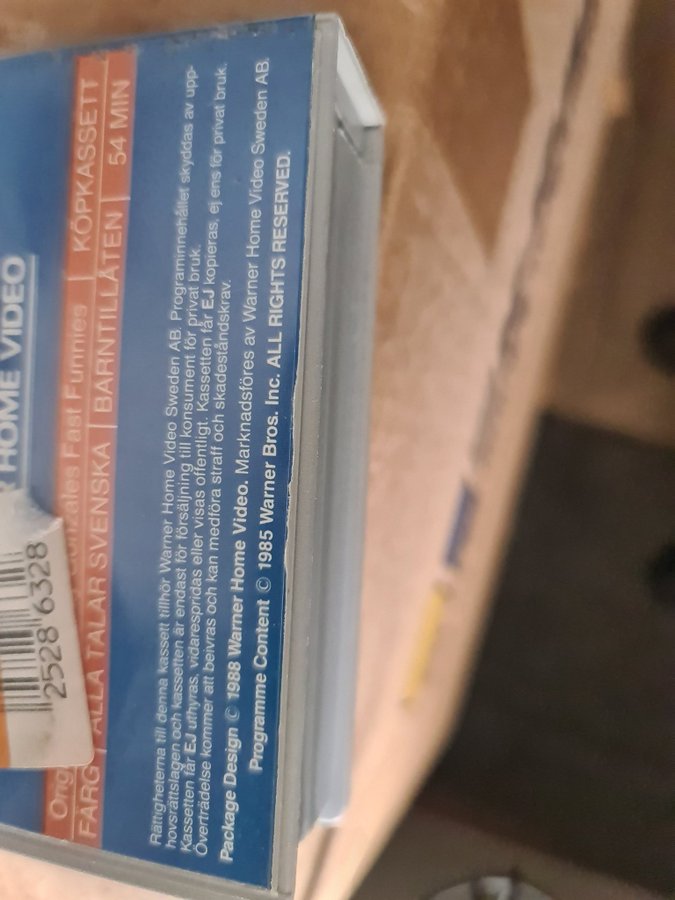 HOME VIDEO
Fast Funnies | KÖPKASSETT
FÄRG | ALLA TALAR SVENSKA | BARNTILLÅTEN | 54 MIN
2528 6328
Rättigheterna till denna kassett tillhör Warner Home Video Sweden AB. Programinnehållet skyddas av upp-
hovsrättslagen och kassetten är endast för försäljning till konsument för privat bruk.
Kassetten får EJ uthyras, vidarespridas eller visas offentligt. Kassetten får EJ kopieras, ej ens för privat bruk.
Överträdelse kommer att beivras och kan medföra straff och skadeståndskrav.
Package Design © 1988 Warner Home Video. Marknadsföres av Warner Home Video Sweden AB.
Programme Content © 1985 Warner Bros. Inc. ALL RIGHTS RESERVED.